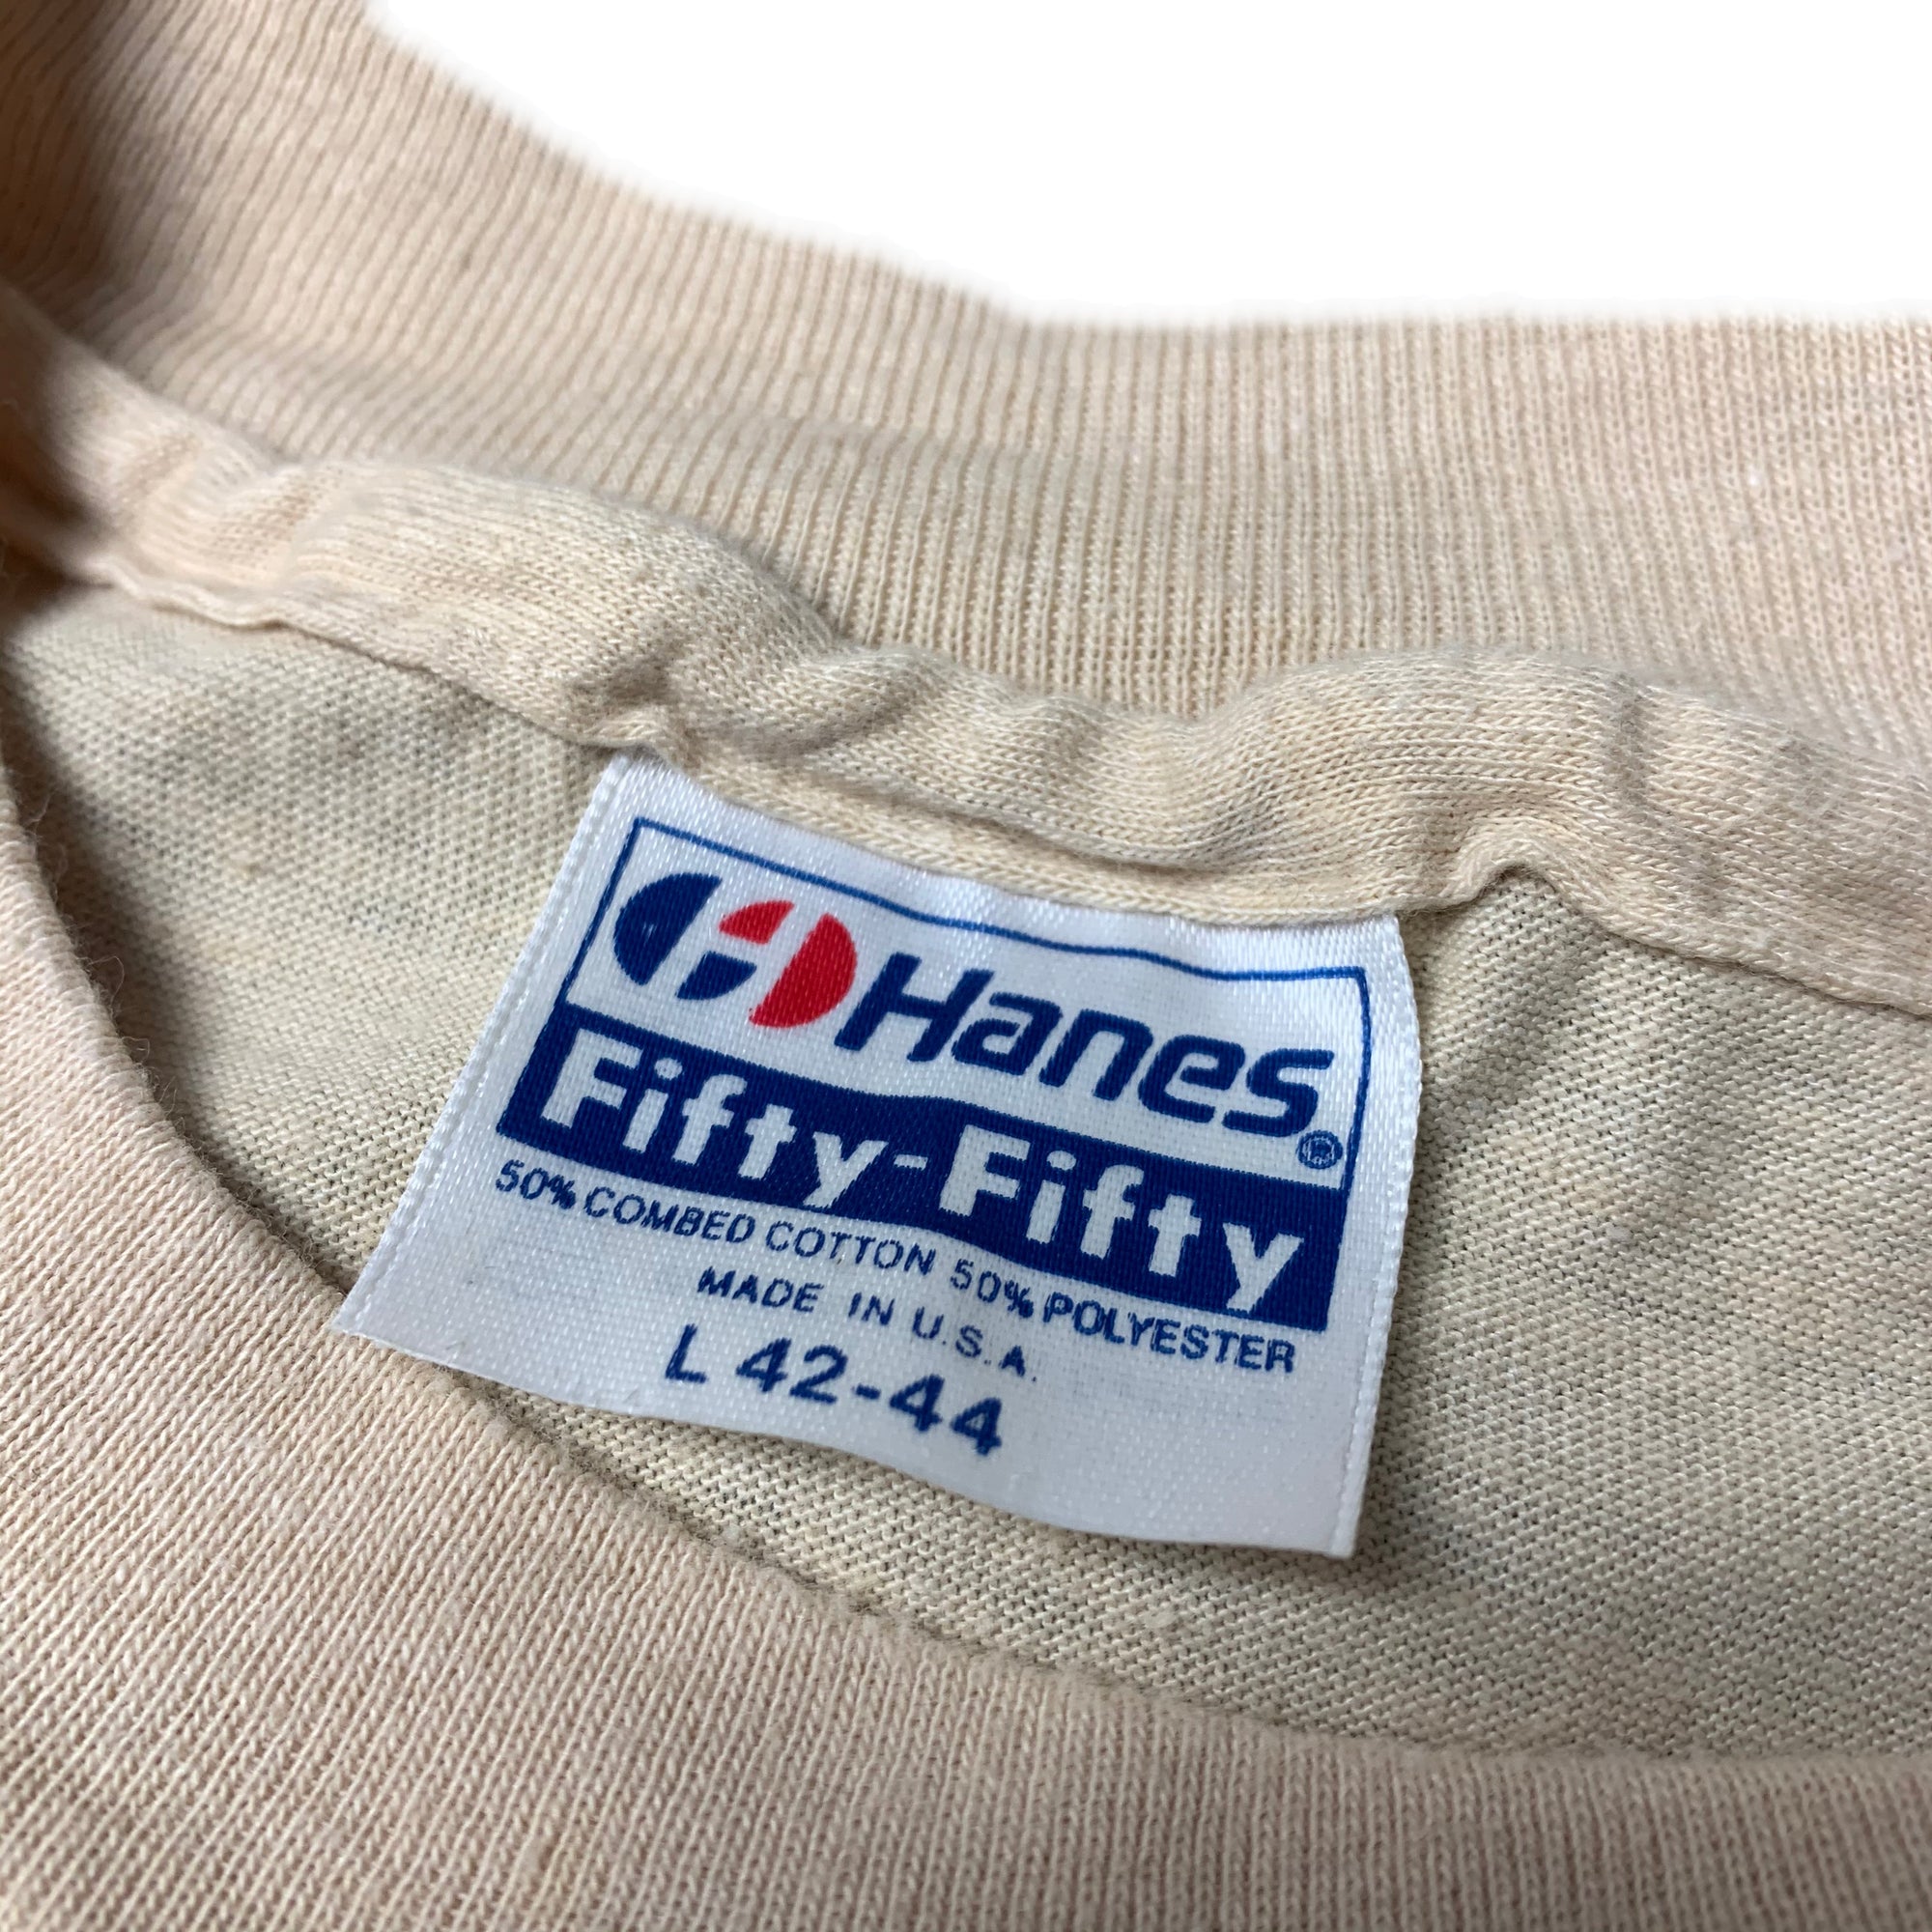 Hanes®
Fifty-Fifty
50% COMBED COTTON 50% POLYESTER
MADE IN U.S.A.
L 42-44